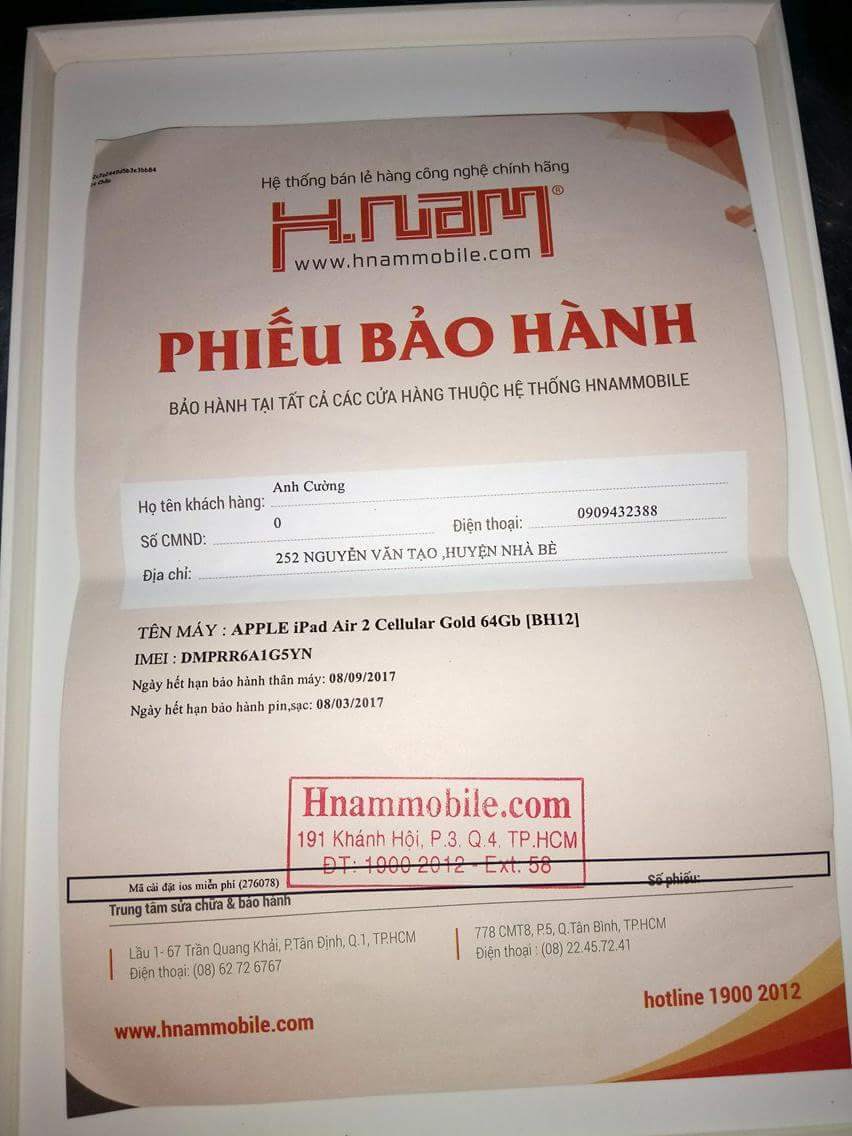 Hệ thống bán lẻ hàng công nghệ chính hãng
H.nam®
www.hnammobile.com
PHIẾU BẢO HÀNH
BẢO HÀNH TẠI TẤT CẢ CÁC CỬA HÀNG THUỘC HỆ THỐNG HNAMMOBILE
Họ tên khách hàng: Anh Cường
Số CMND: 0 Điện thoại: 0909432388
Địa chỉ: 252 NGUYỄN VĂN TẠO ,HUYỆN NHÀ BÈ
TÊN MÁY : APPLE iPad Air 2 Cellular Gold 64Gb [BH12]
IMEI : DMPRR6A1G5YN
Ngày hết hạn bảo hành thân máy: 08/09/2017
Ngày hết hạn bảo hành pin,sạc: 08/03/2017
Hnammobile.com
191 Khánh Hội, P.3, Q.4, TP.HCM
ĐT: 1900 2012 - Ext. 58
Mã cài đặt ios miễn phí (276078) Số phiếu:
Trung tâm sửa chữa & bảo hành
Lầu 1- 67 Trần Quang Khải, P.Tân Định, Q.1, TP.HCM
Điện thoại: (08) 62 72 6767
778 CMT8, P.5, Q.Tân Bình, TP.HCM
Điện thoại : (08) 22.45.72.41
www.hnammobile.com
hotline 1900 2012